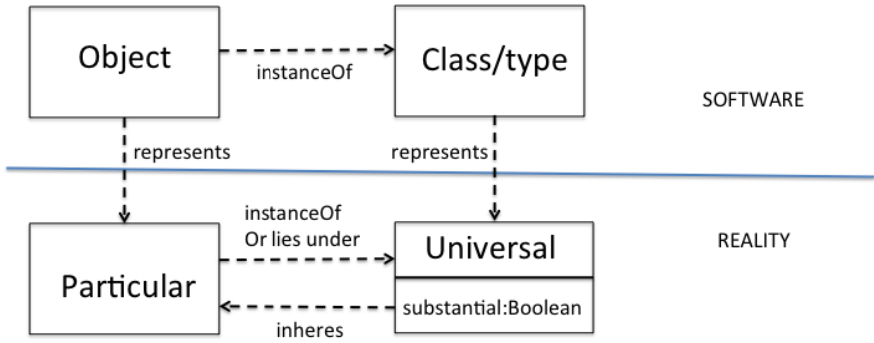 Object
instanceOf
Class/type
SOFTWARE
represents
represents
instanceOf
Or lies under
Universal
REALITY
Particular
substantial:Boolean
inheres